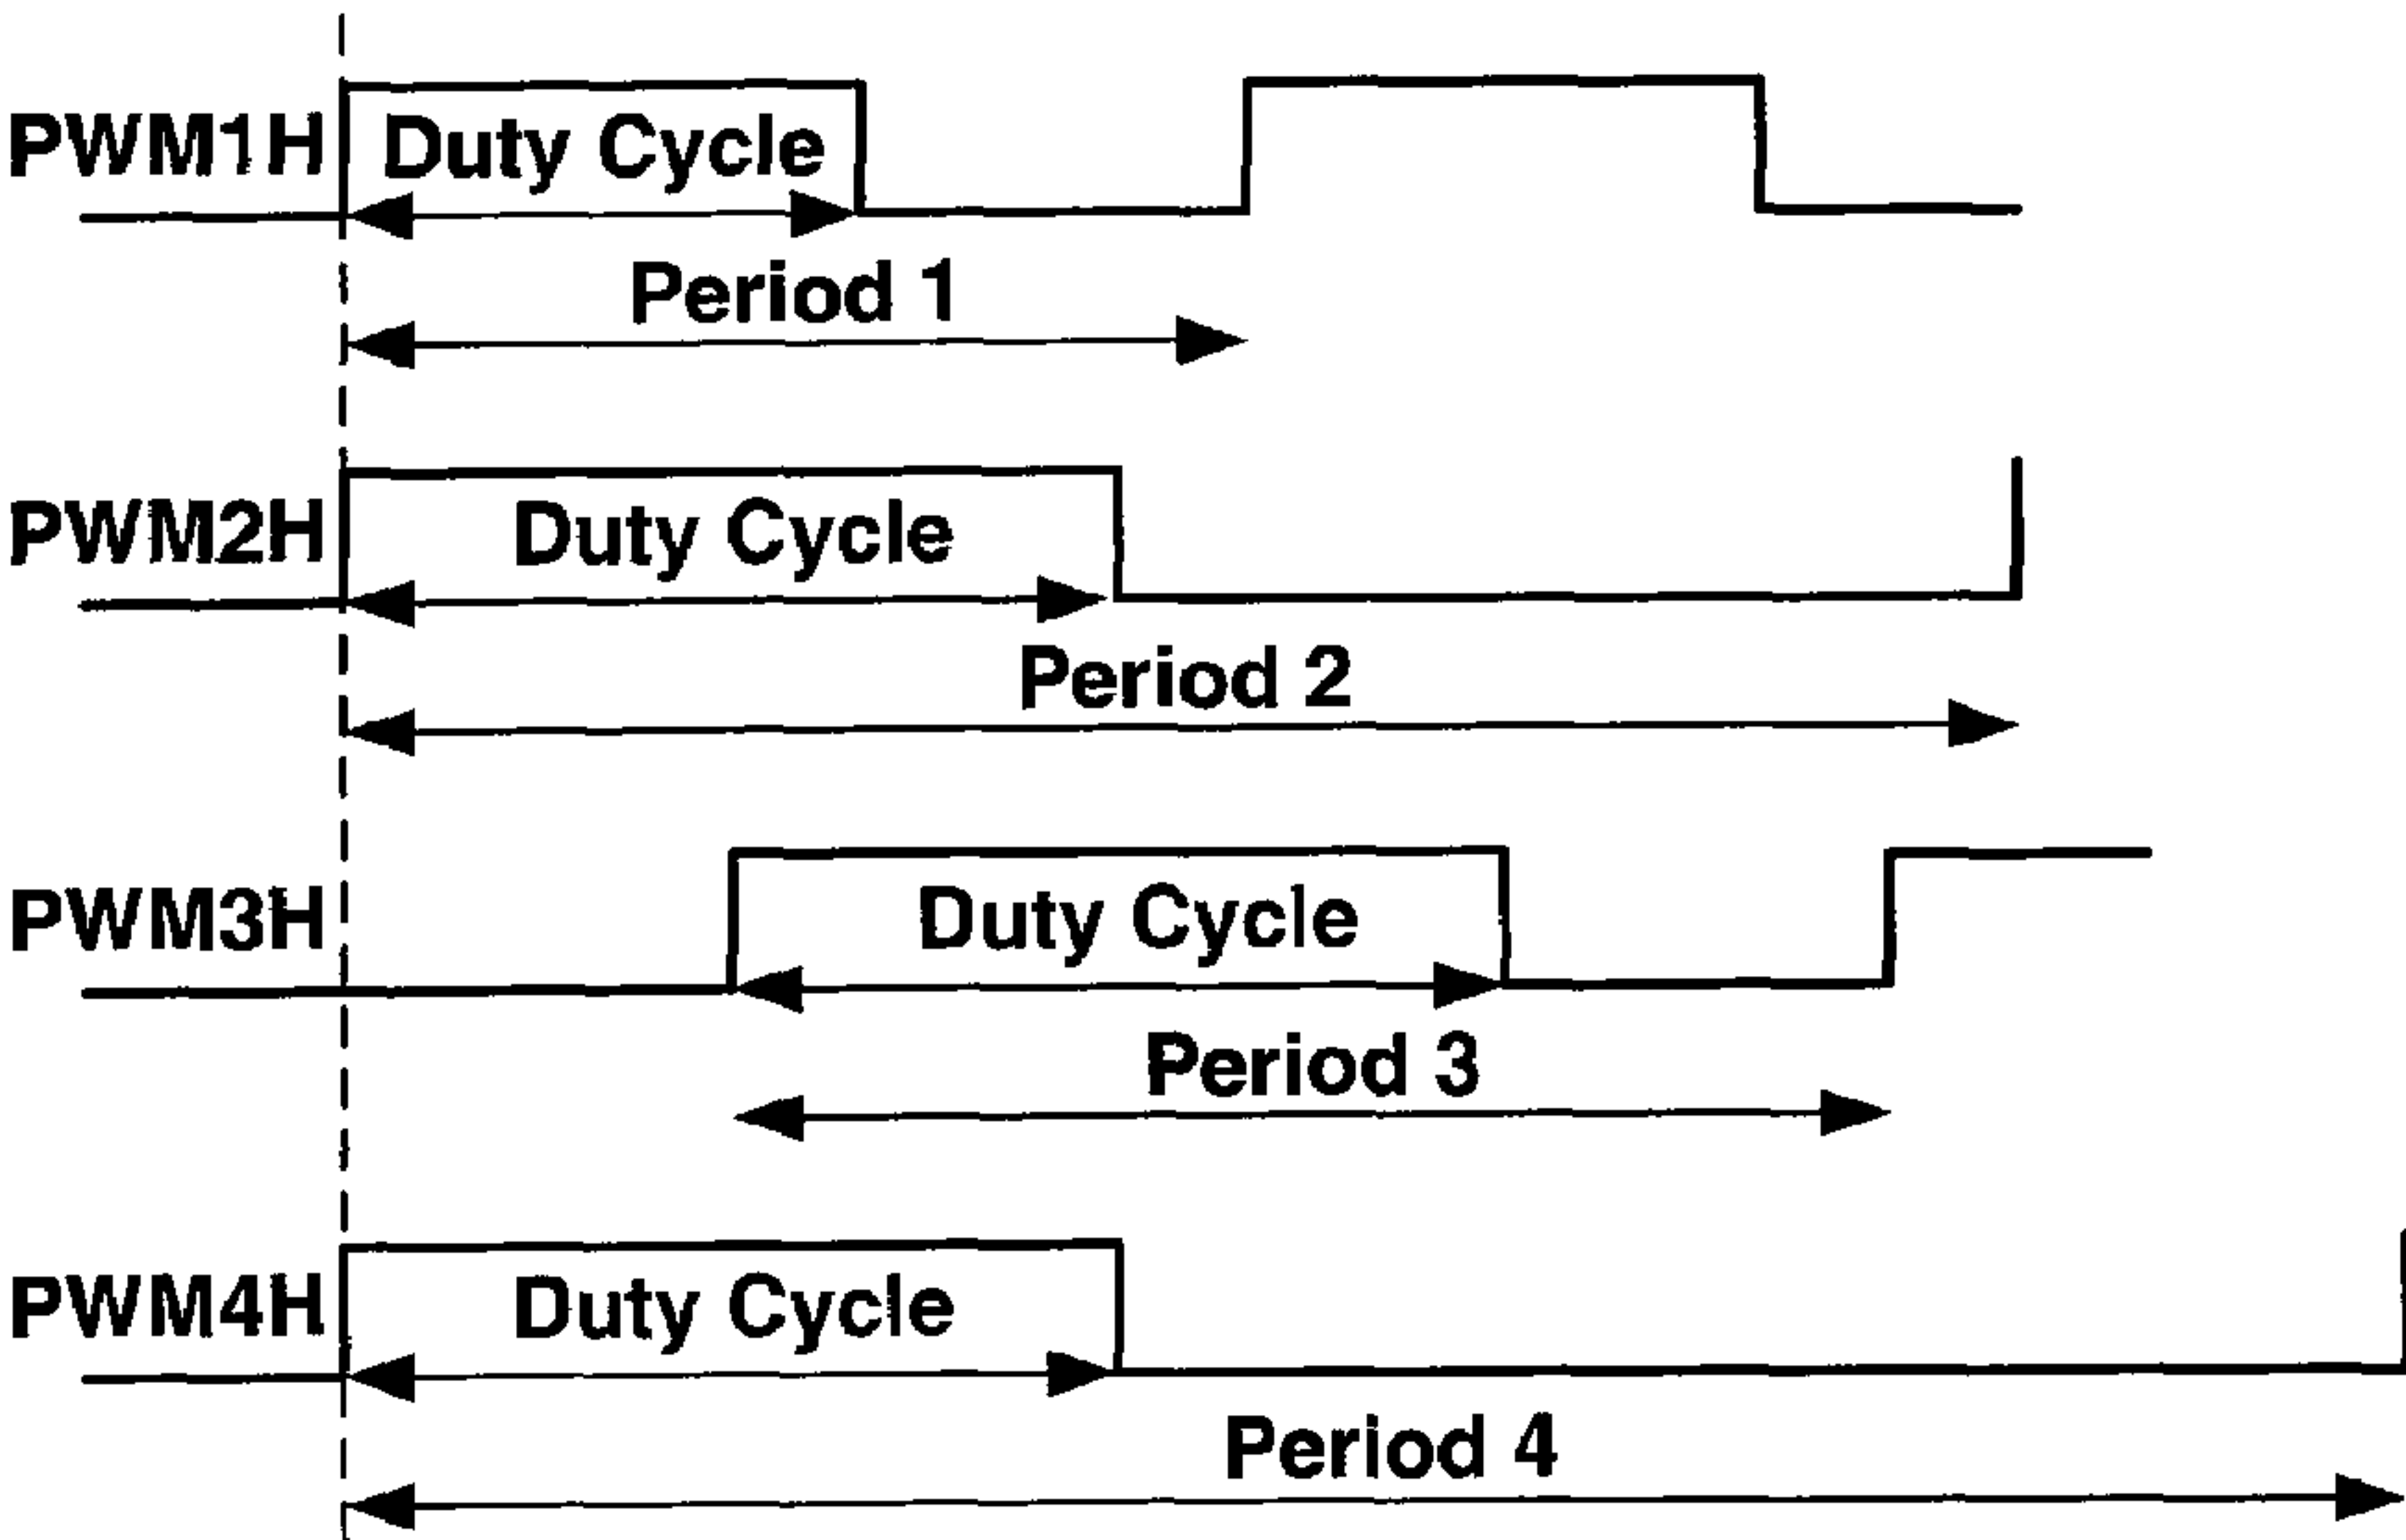 PWM1H Duty Cycle
Period 1
PWM2H Duty Cycle
Period 2
PWM3H Duty Cycle
Period 3
PWM4H Duty Cycle
Period 4